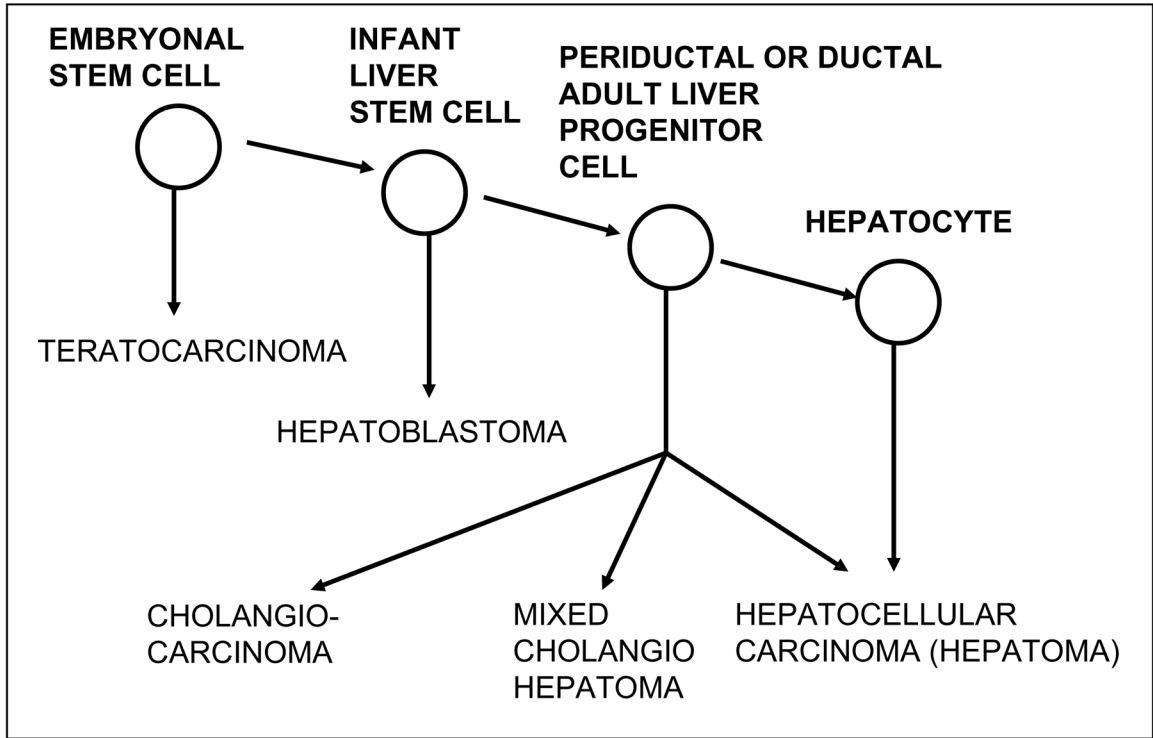 EMBRYONAL
STEM CELL
INFANT
LIVER
STEM CELL
PERIDUCTAL OR DUCTAL
ADULT LIVER
PROGENITOR
CELL
HEPATOCYTE
TERATOCARCINOMA
HEPATOBLASTOMA
CHOLANGIO-
CARCINOMA
MIXED
CHOLANGIO
HEPATOMA
HEPATOCELLULAR
CARCINOMA (HEPATOMA)